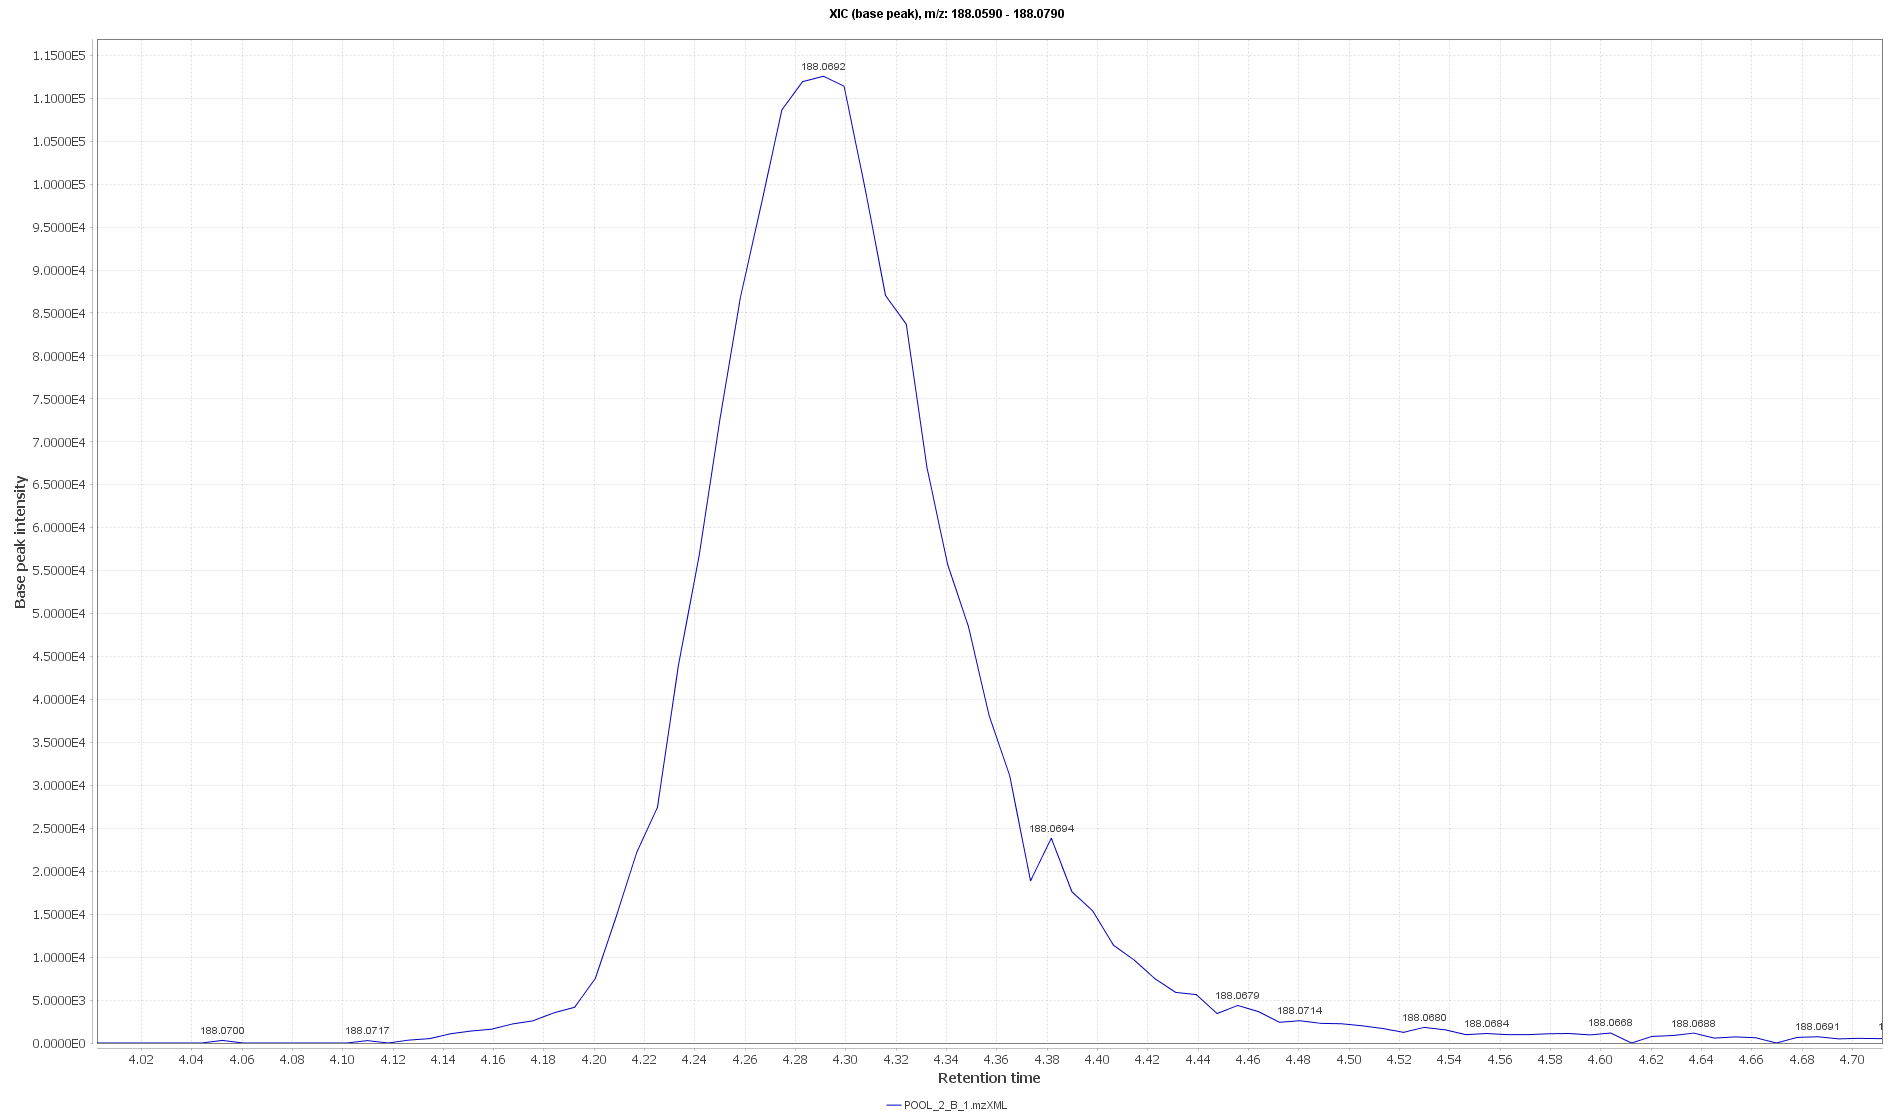 XIC (base peak), m/z: 188.0590 - 188.0790
1.1500E5
1.1000E5
1.0500E5
1.0000E5
9.5000E4
9.0000E4
8.5000E4
8.0000E4
7.5000E4
7.0000E4
6.5000E4
6.0000E4
5.5000E4
5.0000E4
4.5000E4
4.0000E4
3.5000E4
3.0000E4
2.5000E4
2.0000E4
1.5000E4
1.0000E4
5.0000E3
0.0000E0
Base peak intensity
188.0692
188.0694
188.0679
188.0714
188.0680
188.0684
188.0668
188.0688
188.0691
188.0700
188.0717
4.02 4.04 4.06 4.08 4.10 4.12 4.14 4.16 4.18 4.20 4.22 4.24 4.26 4.28 4.30 4.32 4.34 4.36 4.38 4.40 4.42 4.44 4.46 4.48 4.50 4.52 4.54 4.56 4.58 4.60 4.62 4.64 4.66 4.68 4.70
Retention time
POOL_2_B_1.mzXML